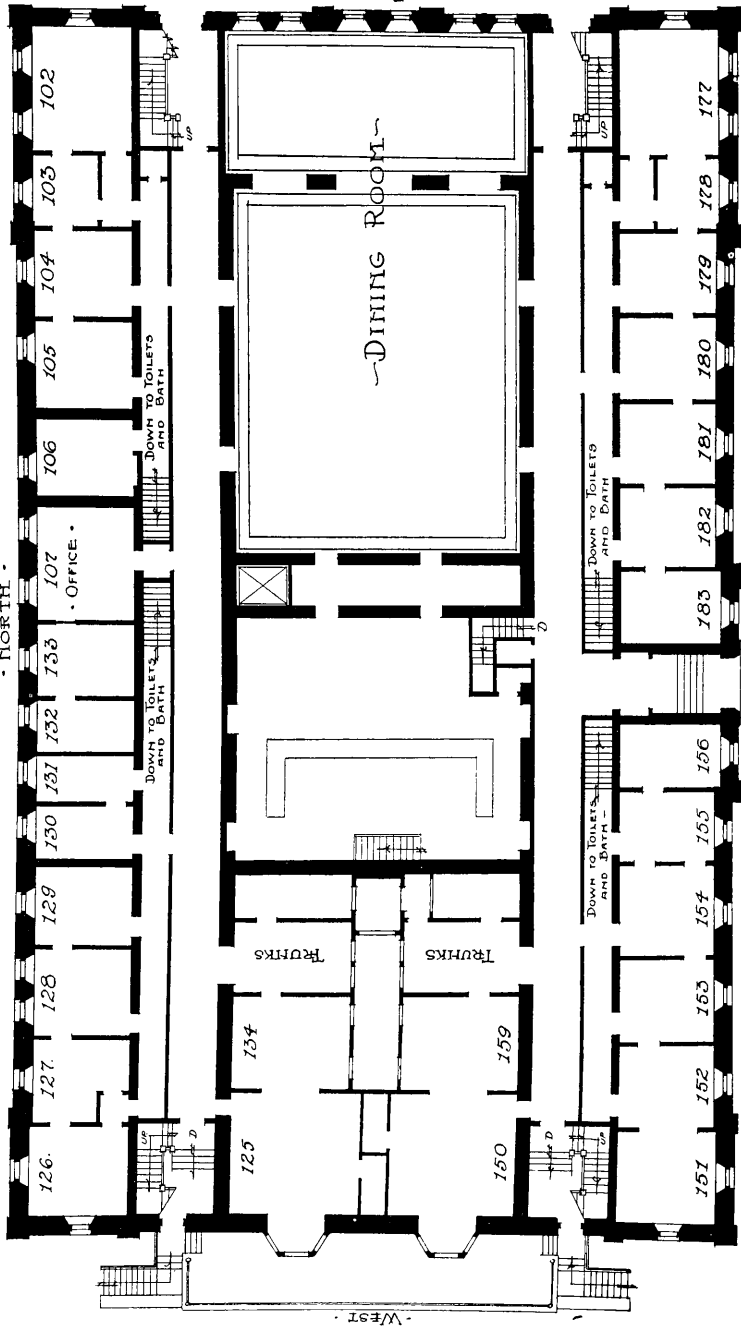 · NORTH ·
102
103
104
105
106
107
· OFFICE ·
133
132
131
130
129
128
127.
126.
UP
DOWN TO TOILETS
AND BATH
DOWN TO TOILETS
AND BATH
UP
D
~DINING ROOM~
D
TRUNKS
TRUNKS
134
159
125
150
UP
DOWN TO TOILETS
AND BATH
DOWN TO TOILETS
AND BATH -
D
UP
177
178
179
180
181
182
183
156
155
154
153
152
151
· WEST ·